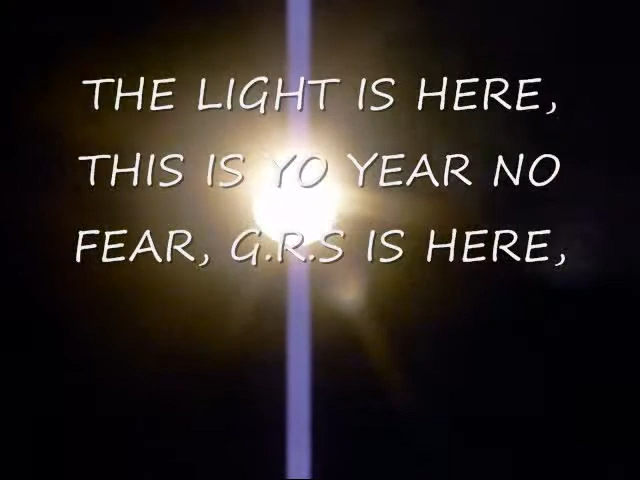 THE LIGHT IS HERE,
THIS IS YO YEAR NO
FEAR, G.R.S IS HERE,